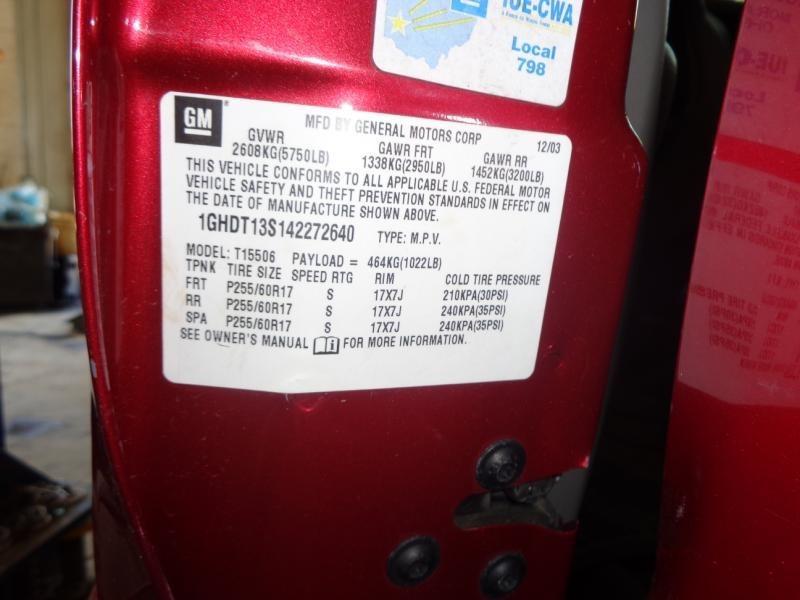 IUE-CWA
Local
798
GM
MFD BY GENERAL MOTORS CORP 12/03
GVWR GAWR FRT GAWR RR
2608KG(5750LB) 1338KG(2950LB) 1452KG(3200LB)
THIS VEHICLE CONFORMS TO ALL APPLICABLE U.S. FEDERAL MOTOR
VEHICLE SAFETY AND THEFT PREVENTION STANDARDS IN EFFECT ON
THE DATE OF MANUFACTURE SHOWN ABOVE.
1GHDT13S142272640 TYPE: M.P.V.
MODEL: T15506 PAYLOAD = 464KG(1022LB)
TPNK TIRE SIZE SPEED RTG RIM COLD TIRE PRESSURE
FRT P255/60R17 S 17X7J 210KPA(30PSI)
RR P255/60R17 S 17X7J 240KPA(35PSI)
SPA P255/60R17 S 17X7J 240KPA(35PSI)
SEE OWNER'S MANUAL FOR MORE INFORMATION.